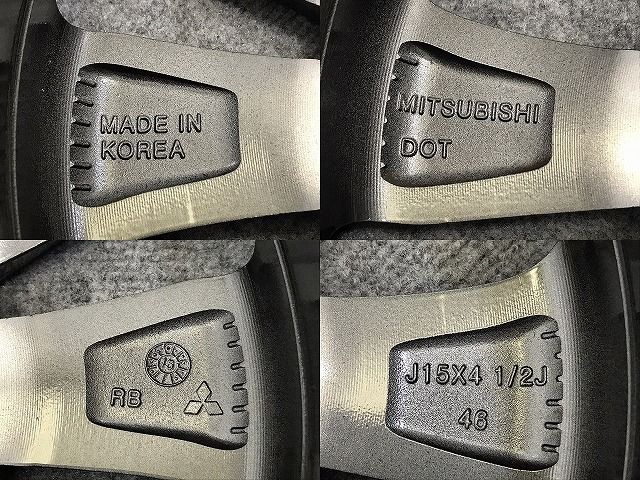 MADE IN
KOREA
MITSUBISHI
DOT
RB
J15X4 1/2J
46